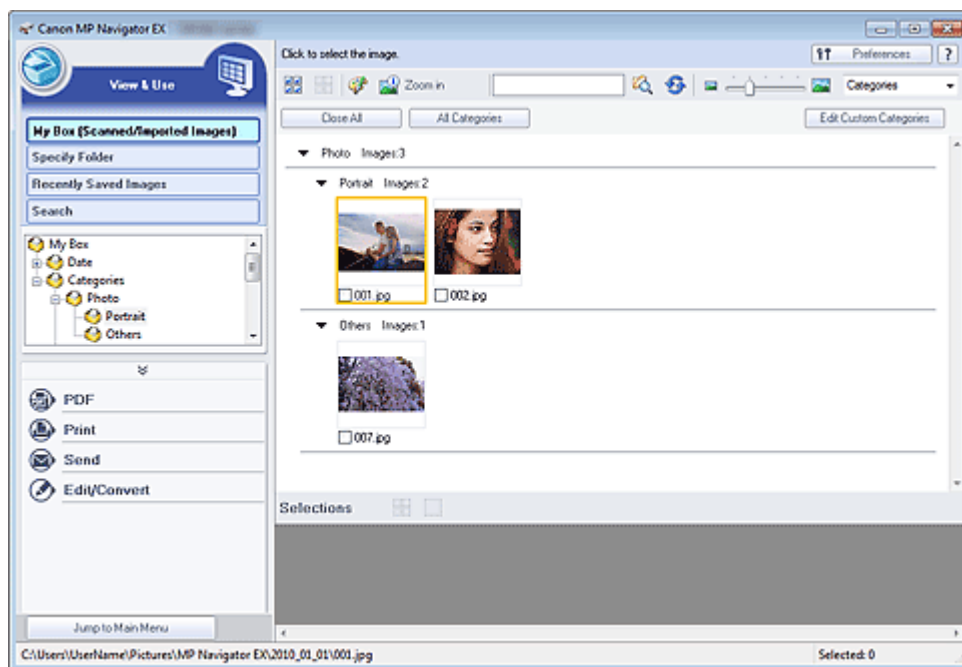 Canon MP Navigator EX
Click to select the image.
Preferences
?
View & Use
Zoom in
Categories
Close All
All Categories
Edit Custom Categories
My Box (Scanned/Imported Images)
Specify Folder
Recently Saved Images
Search
My Box
Date
Categories
Photo
Portrait
Others
Photo Images:3
Portrait Images:2
001.jpg
002.jpg
Others Images:1
007.jpg
PDF
Print
Send
Edit/Convert
Selections
Jump to Main Menu
C:\Users\UserName\Pictures\MP Navigator EX\2010_01_01\001.jpg
Selected: 0